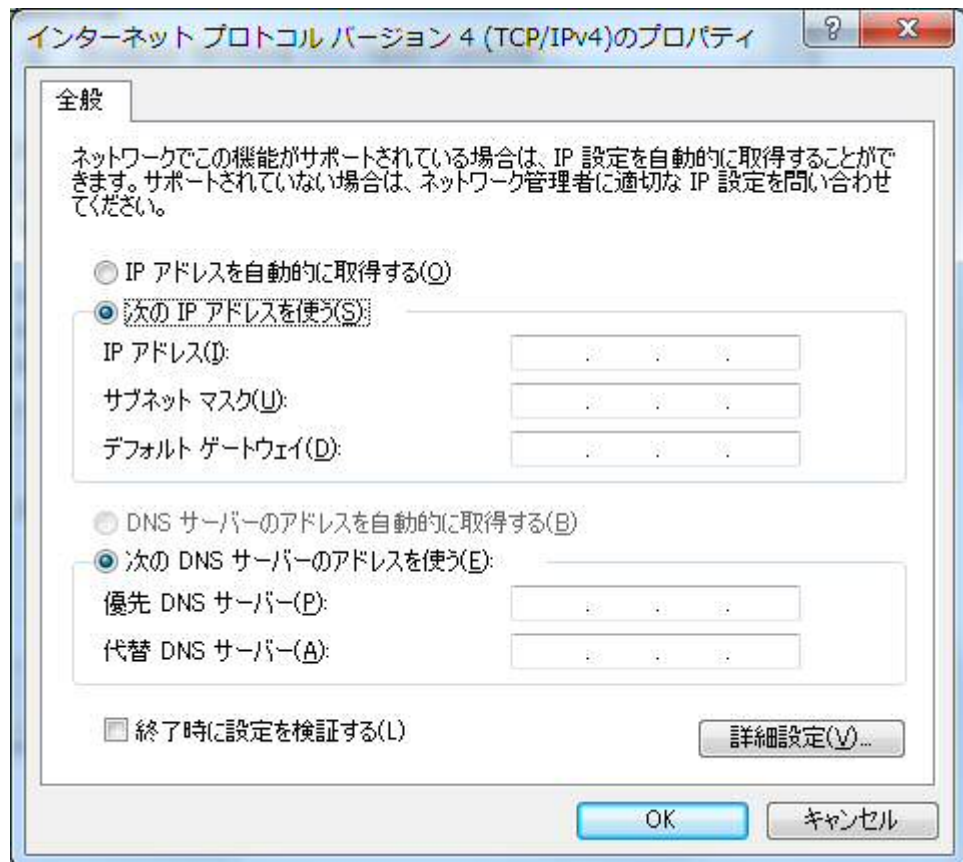 インターネット プロトコル バージョン 4 (TCP/IPv4)のプロパティ
全般
ネットワークでこの機能がサポートされている場合は、IP 設定を自動的に取得することがで
きます。サポートされていない場合は、ネットワーク管理者に適切な IP 設定を問い合わせ
てください。
IP アドレスを自動的に取得する(O)
次の IP アドレスを使う(S):
IP アドレス(I):
サブネット マスク(U):
デフォルト ゲートウェイ(D):
DNS サーバーのアドレスを自動的に取得する(B)
次の DNS サーバーのアドレスを使う(E):
優先 DNS サーバー(P):
代替 DNS サーバー(A):
終了時に設定を検証する(L)
詳細設定(V)...
OK
キャンセル